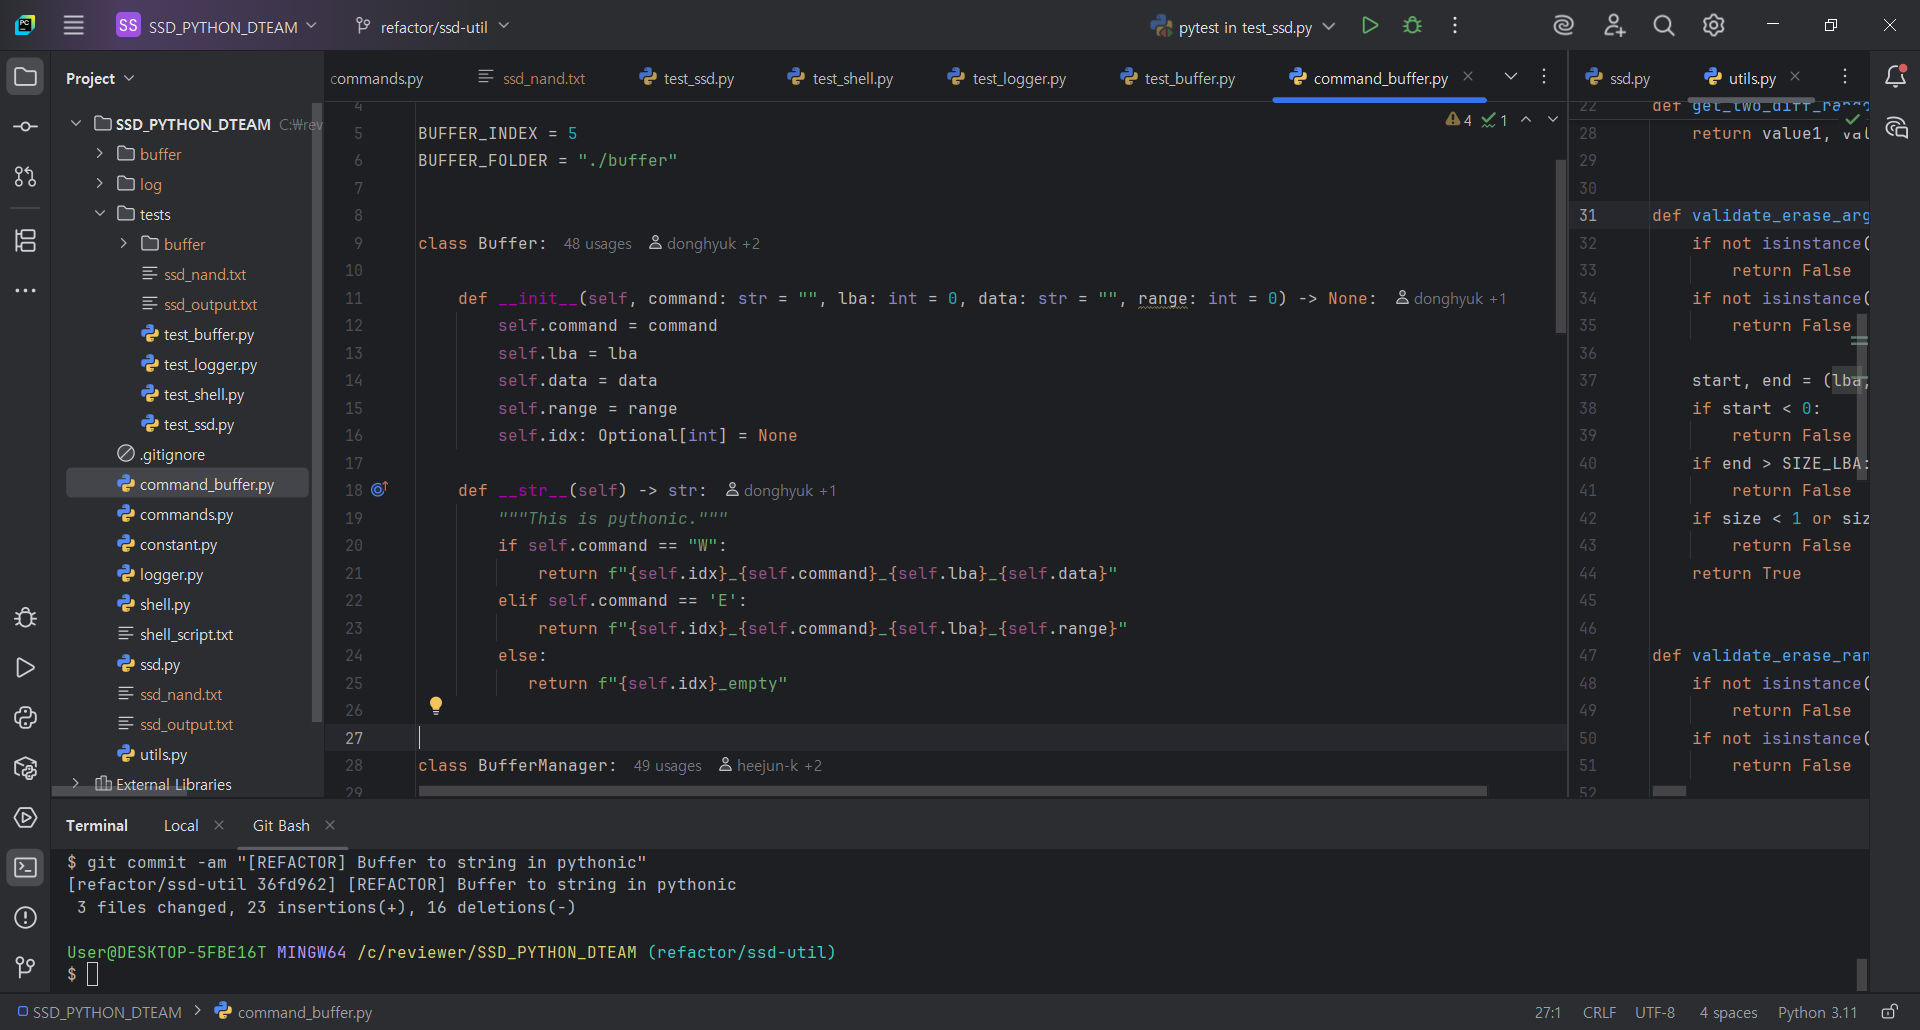 SS SSD_PYTHON_DTEAM refactor/ssd-util pytest in test_ssd.py
Project
commands.py ssd_nand.txt test_ssd.py test_shell.py test_logger.py test_buffer.py command_buffer.py ssd.py utils.py
SSD_PYTHON_DTEAM C:₩rev
buffer
log
tests
buffer
ssd_nand.txt
ssd_output.txt
test_buffer.py
test_logger.py
test_shell.py
test_ssd.py
.gitignore
command_buffer.py
commands.py
constant.py
logger.py
shell.py
shell_script.txt
ssd.py
ssd_nand.txt
ssd_output.txt
utils.py
External Libraries
4 1
4
5 BUFFER_INDEX = 5
6 BUFFER_FOLDER = "./buffer"
7
8
9 class Buffer: 48 usages donghyuk +2
10
11 def __init__(self, command: str = "", lba: int = 0, data: str = "", range: int = 0) -> None: donghyuk +1
12 self.command = command
13 self.lba = lba
14 self.data = data
15 self.range = range
16 self.idx: Optional[int] = None
17
18 def __str__(self) -> str: donghyuk +1
19 """This is pythonic."""
20 if self.command == "W":
21 return f"{self.idx}_{self.command}_{self.lba}_{self.data}"
22 elif self.command == 'E':
23 return f"{self.idx}_{self.command}_{self.lba}_{self.range}"
24 else:
25 return f"{self.idx}_empty"
26
27
28 class BufferManager: 49 usages heejun-k +2
29
22 def get_two_diff_range
28 return value1, val
29
30
31 def validate_erase_arg
32 if not isinstance(
33 return False
34 if not isinstance(
35 return False
36
37 start, end = (lba,
38 if start < 0:
39 return False
40 if end > SIZE_LBA:
41 return False
42 if size < 1 or siz
43 return False
44 return True
45
46
47 def validate_erase_ran
48 if not isinstance(
49 return False
50 if not isinstance(
51 return False
52
Terminal Local Git Bash
$ git commit -am "[REFACTOR] Buffer to string in pythonic"
[refactor/ssd-util 36fd962] [REFACTOR] Buffer to string in pythonic
3 files changed, 23 insertions(+), 16 deletions(-)
User@DESKTOP-5FBE16T MINGW64 /c/reviewer/SSD_PYTHON_DTEAM (refactor/ssd-util)
$
SSD_PYTHON_DTEAM > command_buffer.py 27:1 CRLF UTF-8 4 spaces Python 3.11